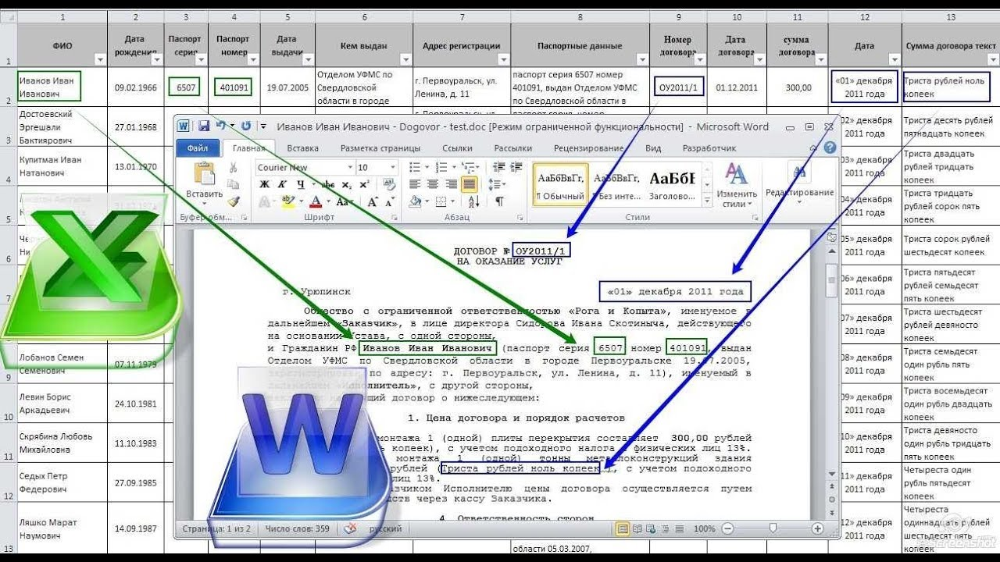 1 2 3 4 5 6 7 8 9 10 11 12 13
ФИО
Дата
рождения
Паспорт
серия
Паспорт
номер
Дата
выдачи
Кем выдан
Адрес регистрации
Паспортные данные
Номер
договора
Дата
договора
сумма
договора
Дата
Сумма договора текст
1
Иванов Иван
Иванович
09.02.1966
6507
401091
19.07.2005
Отделом УФМС по
Свердловской
области в городе
г. Первоуральск, ул.
Ленина, д. 11
паспорт серия 6507 номер
401091, выдан Отделом УФМС
по Свердловской области в
ОУ2011/1
01.12.2011
300,00
«01» декабря
2011 года
Триста рублей ноль
копеек
2
Достоевский
Эргешали
Бактиярович
27.01.1968
02» декабря
2011 года
Триста десять рублей
пятнадцать копеек
3
Купитман Иван
Натанович
13.01.1970
03» декабря
2011 года
Триста двадцать
рублей тридцать
копеек
4
04» декабря
2011 года
Триста тридцать
рублей сорок пять
копеек
5
05» декабря
2011 года
Триста сорок рублей
шестьдесят копеек
6
06» декабря
2011 года
Триста пятьдесят
рублей семьдесят
пять копеек
7
07» декабря
2011 года
Триста шестьдесят
рублей девяносто
копеек
Лобанов Семен
Семенович
07.11.1979
08» декабря
2011 года
Триста семьдесят
один рубль пять
копеек
9
Левин Борис
Аркадьевич
24.10.1981
09» декабря
2011 года
Триста восемьдесят
один рубль двадцать
копеек
10
Скрябина Любовь
Михайловна
11.10.1983
10» декабря
2011 года
Триста девяносто
один рубль тридцать
пять копеек
11
Седых Петр
Федорович
27.09.1985
11» декабря
2011 года
Четыреста один
рубль пятьдесят
копеек
12
Ляшко Марат
Наумович
14.09.1987
12» декабря
2011 года
Четыреста
одиннадцать рублей
шестьдесят пять
копеек
13
области 05.03.2007,
Иванов Иван Иванович - Dogovor - test.doc [Режим ограниченной функциональности] - Microsoft Word
Файл Главная Вставка Разметка страницы Ссылки Рассылки Рецензирование Вид Разработчик
Courier New 10
Вставить
Буфер обм...
Шрифт
Абзац
АаБбВвГг, АаБбВвГг, АаБбЕ
¶ Обычный ¶ Без инте... Заголово...
Изменить
стили
Стили
Редактирование
ДОГОВОР № ОУ2011/1
НА ОКАЗАНИЕ УСЛУГ
г. Урюпинск «01» декабря 2011 года
Общество с ограниченной ответственностью «Рога и Копыта», именуемое в
дальнейшем «Заказчик», в лице директора Сидорова Ивана Скотиныча, действующего
на основании Устава, с одной стороны,
и Гражданин РФ Иванов Иван Иванович (паспорт серия 6507 номер 401091, выдан
Отделом УФМС по Свердловской области в городе Первоуральске 19.07.2005,
зарегистрирован по адресу: г. Первоуральск, ул. Ленина, д. 11), именуемый в
дальнейшем «Исполнитель», с другой стороны,
щий договор о нижеследующем:
1. Цена договора и порядок расчетов
монтажа 1 (одной) плиты перекрытия составляет 300,00 рублей
копеек), с учетом подоходного налога с физических лиц 13%.
монтажа 1 (одной) тонны металлоконструкций здания
рублей (Триста рублей ноль копеек), с учетом подоходного
лиц 13%.
зчиком Исполнителю цены договора осуществляется путем
дств через кассу Заказчика.
4. Ответственность сторон
Страница: 1 из 2 Число слов: 359 русский 100%